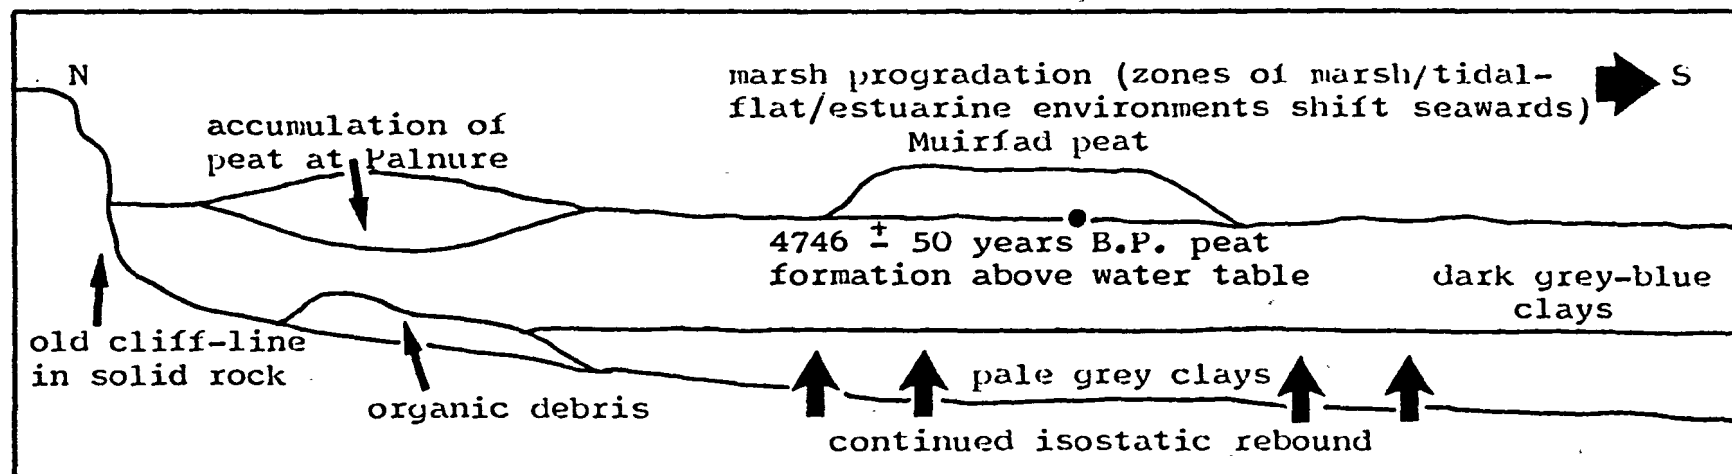 N
marsh progradation (zones of marsh/tidal-
flat/estuarine environments shift seawards)
S
accumulation of
peat at Palnure
Muirfad peat
4746 ± 50 years B.P. peat
formation above water table
dark grey-blue
clays
old cliff-line
in solid rock
pale grey clays
organic debris
continued isostatic rebound